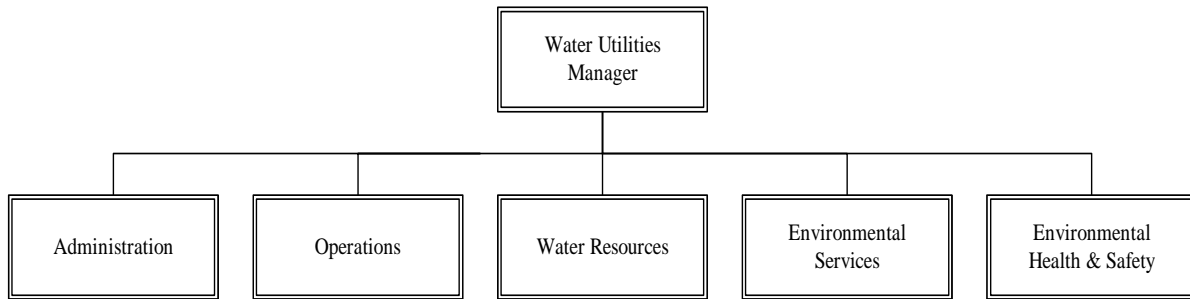 Water Utilities
Manager
Administration
Operations
Water Resources
Environmental
Services
Environmental
Health & Safety